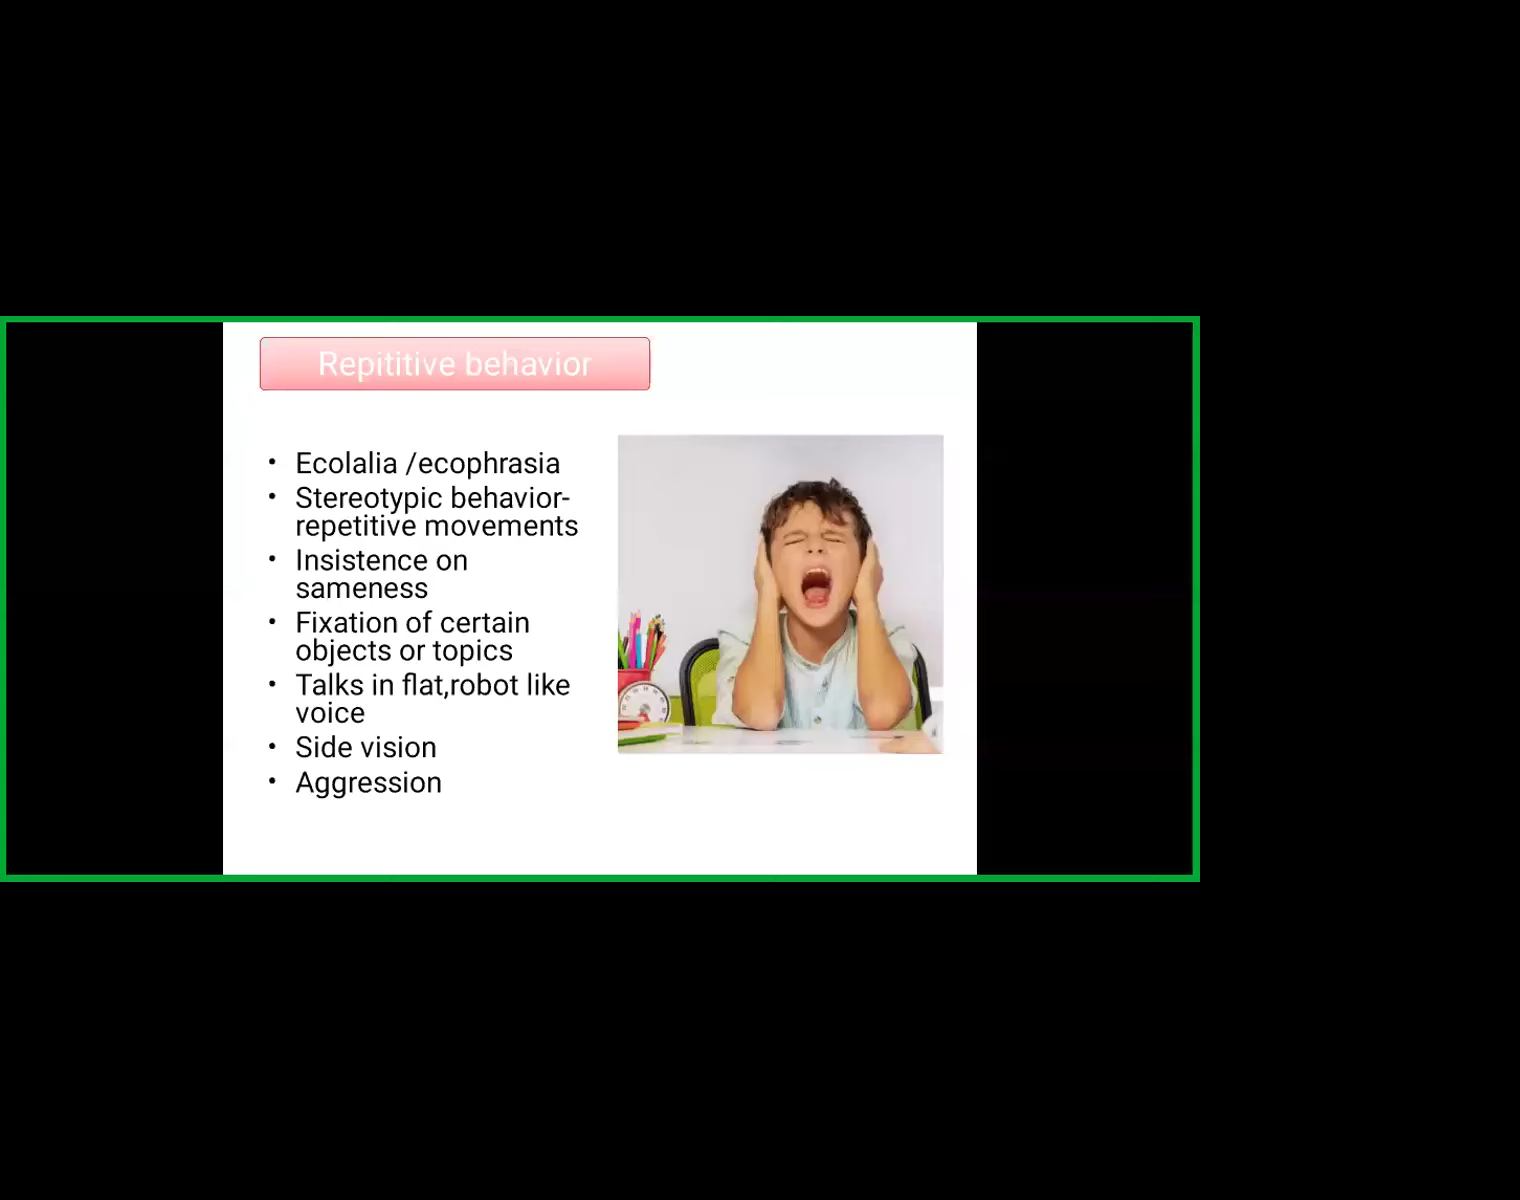 Repititive behavior
• Ecolalia /ecophrasia
• Stereotypic behavior-
repetitive movements
• Insistence on
sameness
• Fixation of certain
objects or topics
• Talks in flat,robot like
voice
• Side vision
• Aggression